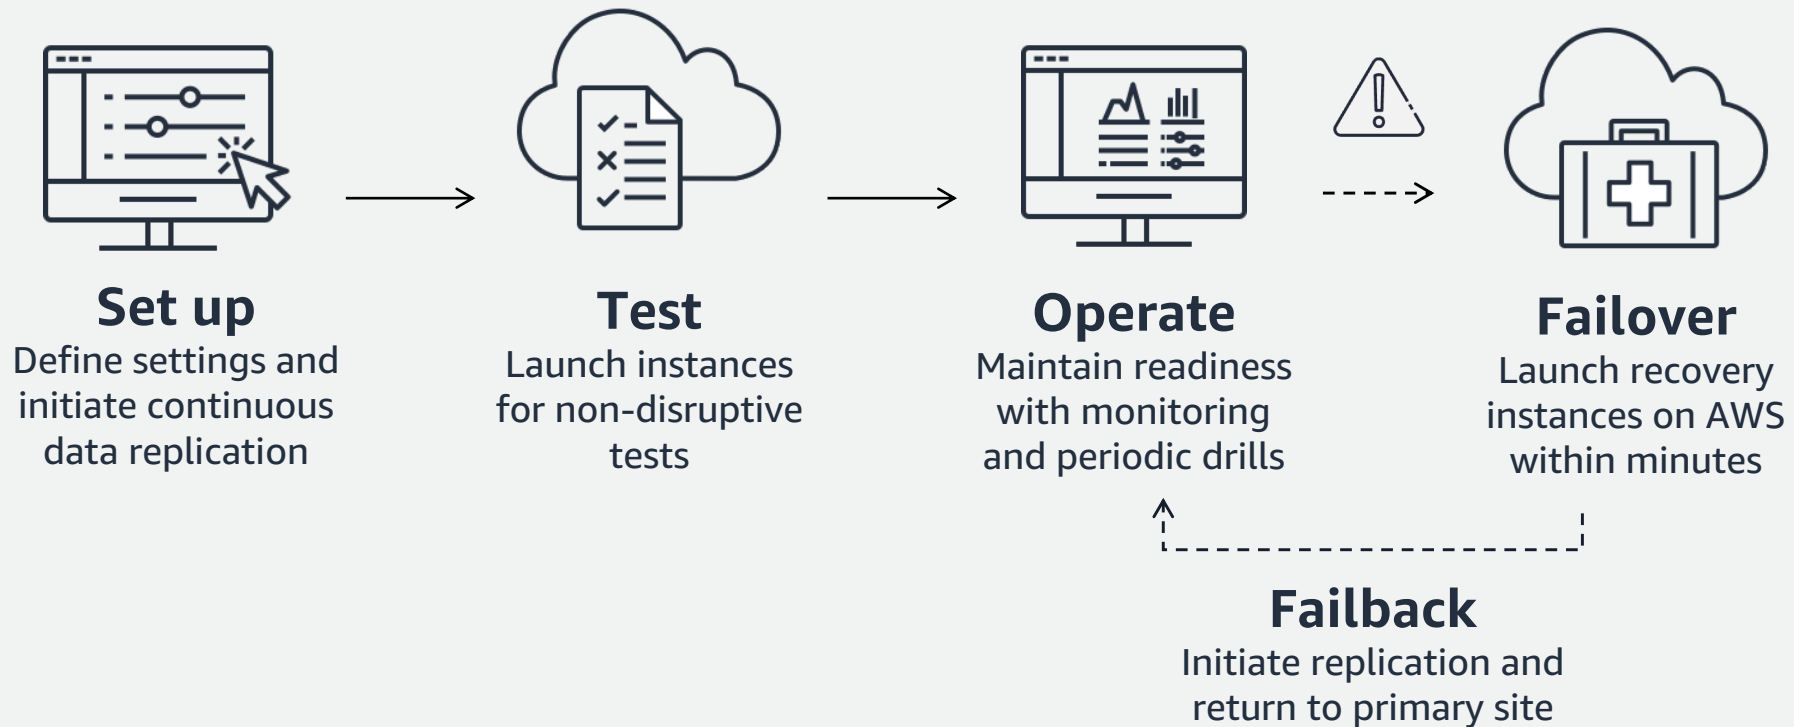 Set up
Define settings and
initiate continuous
data replication
Test
Launch instances
for non-disruptive
tests
Operate
Maintain readiness
with monitoring
and periodic drills
Failover
Launch recovery
instances on AWS
within minutes
Failback
Initiate replication and
return to primary site